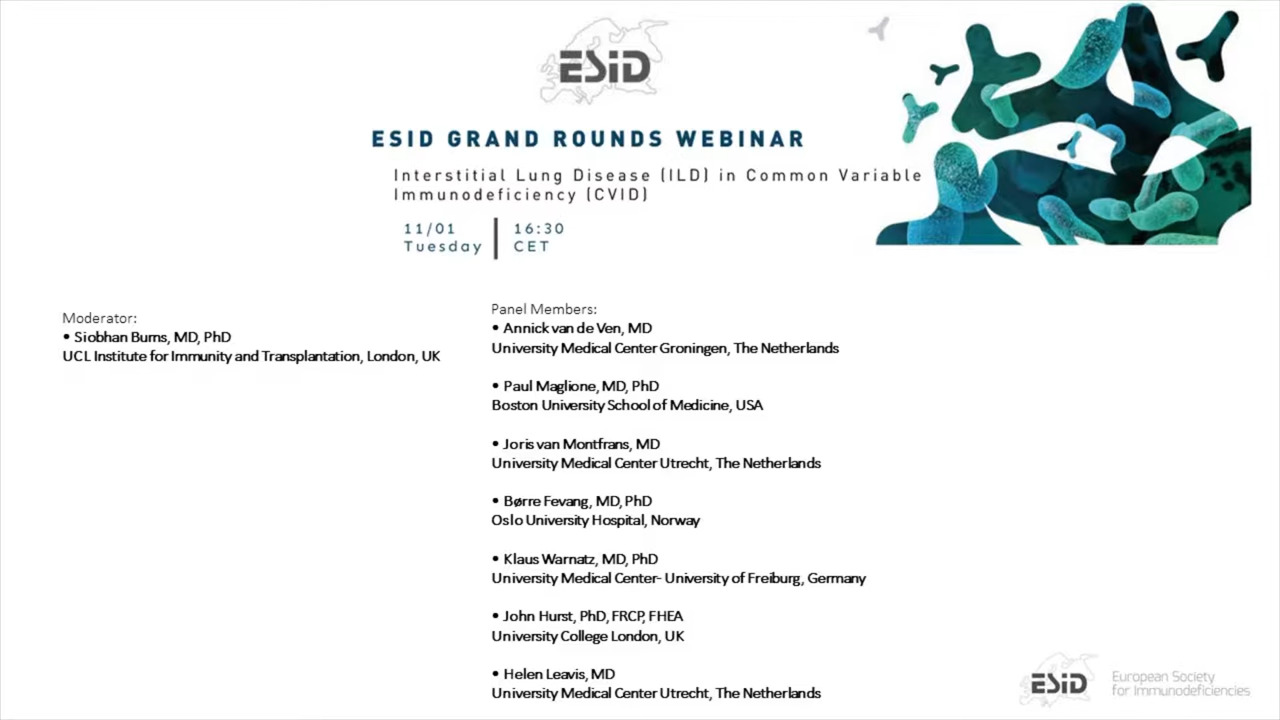 ESiD
ESID GRAND ROUNDS WEBINAR
Interstitial Lung Disease (ILD) in Common Variable
Immunodeficiency (CVID)
11/01
Tuesday
16:30
CET
Moderator:
• Siobhan Burns, MD, PhD
UCL Institute for Immunity and Transplantation, London, UK
Panel Members:
• Annick van de Ven, MD
University Medical Center Groningen, The Netherlands
• Paul Maglione, MD, PhD
Boston University School of Medicine, USA
• Joris van Montfrans, MD
University Medical Center Utrecht, The Netherlands
• Børre Fevang, MD, PhD
Oslo University Hospital, Norway
• Klaus Warnatz, MD, PhD
University Medical Center- University of Freiburg, Germany
• John Hurst, PhD, FRCP, FHEA
University College London, UK
• Helen Leavis, MD
University Medical Center Utrecht, The Netherlands
ESiD
European Society
for Immunodeficiencies